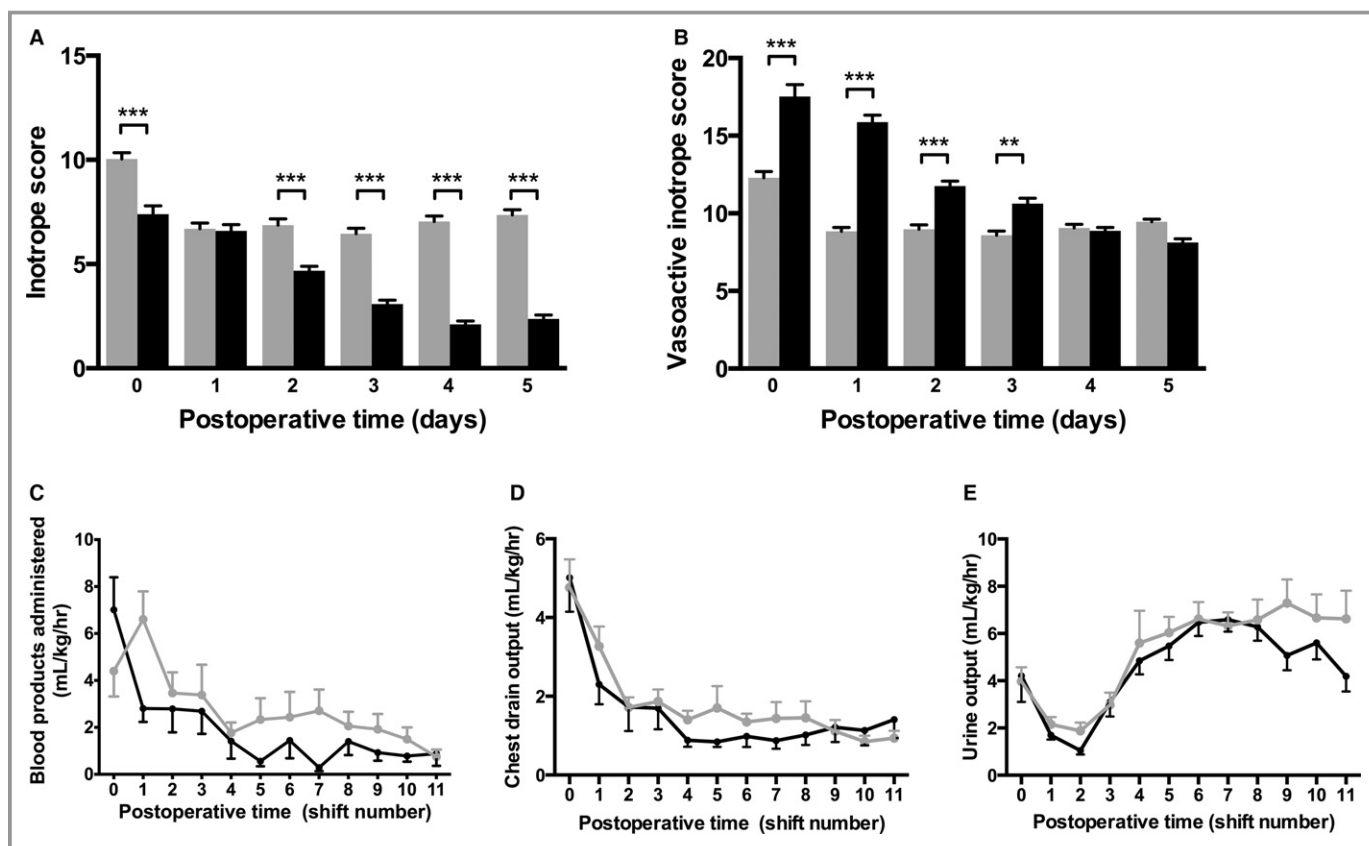 A
15
10
5
0
Inotrope score
***
***
***
***
***
0 1 2 3 4 5
Postoperative time (days)
B
20
15
10
5
0
Vasoactive inotrope score
***
***
***
**
0 1 2 3 4 5
Postoperative time (days)
C
10
8
6
4
2
0
Blood products administered
(mL/kg/hr)
0 1 2 3 4 5 6 7 8 9 10 11
Postoperative time (shift number)
D
6
4
2
0
Chest drain output (mL/kg/hr)
0 1 2 3 4 5 6 7 8 9 10 11
Postoperative time (shift number)
E
10
8
6
4
2
0
Urine output (mL/kg/hr)
0 1 2 3 4 5 6 7 8 9 10 11
Postoperative time (shift number)